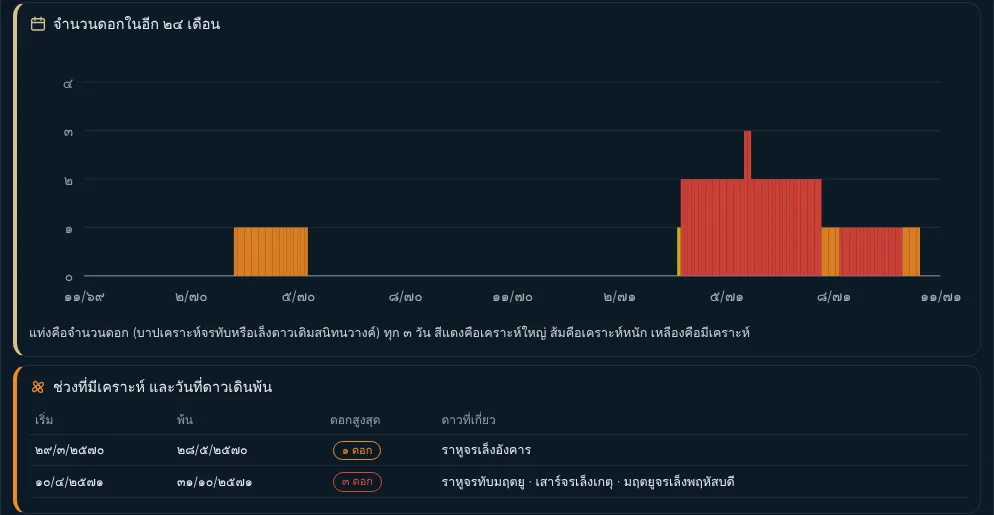 จำนวนดอกในอีก ๒๔ เดือน
๔
๓
๒
๑
๐
๑๑/๖๙ ๒/๗๐ ๕/๗๐ ๘/๗๐ ๑๑/๗๐ ๒/๗๑ ๕/๗๑ ๘/๗๑ ๑๑/๗๑
แท่งคือจำนวนดอก (บาปเคราะห์จรทับหรือเล็งดาวเดิมสนิทนวางค์) ทุก ๓ วัน สีแดงคือเคราะห์ใหญ่ ส้มคือเคราะห์หนัก เหลืองคือมีเคราะห์
ช่วงที่มีเคราะห์ และวันที่ดาวเดินพ้น
เริ่ม พ้น ดอกสูงสุด ดาวที่เกี่ยว
๒๙/๓/๒๕๗๐ ๒๘/๕/๒๕๗๐ ๑ ดอก ราหูจรเล็งอังคาร
๑๐/๔/๒๕๗๑ ๓๑/๑๐/๒๕๗๑ ๓ ดอก ราหูจรทับมฤตยู · เสาร์จรเล็งเกตุ · มฤตยูจรเล็งพฤหัสบดี